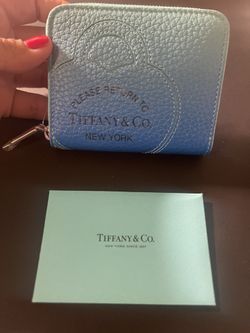 PLEASE RETURN TO
TIFFANY & CO.
NEW YORK
TIFFANY & CO.
NEW YORK SINCE 1837